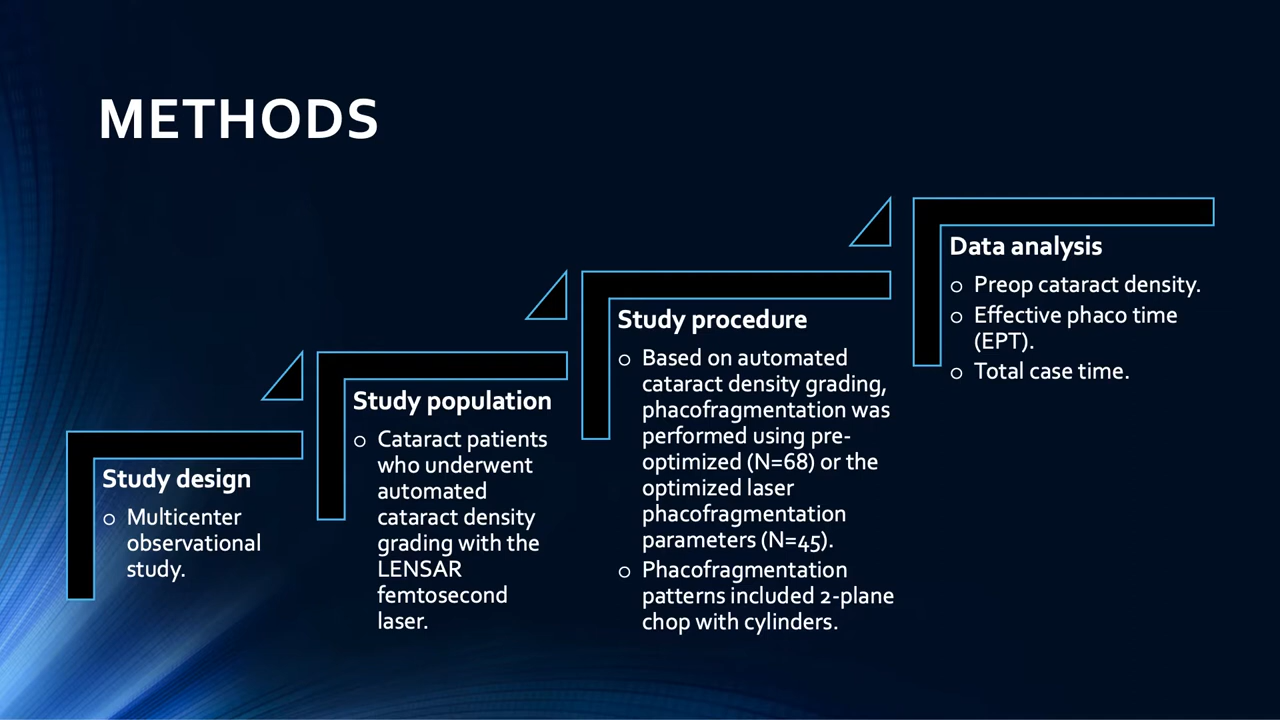 METHODS
Study design
o Multicenter
observational
study.
Study population
o Cataract patients
who underwent
automated
cataract density
grading with the
LENSAR
femtosecond
laser.
Study procedure
o Based on automated
cataract density grading,
phacofragmentation was
performed using pre-
optimized (N=68) or the
optimized laser
phacofragmentation
parameters (N=45).
o Phacofragmentation
patterns included 2-plane
chop with cylinders.
Data analysis
o Preop cataract density.
o Effective phaco time
(EPT).
o Total case time.